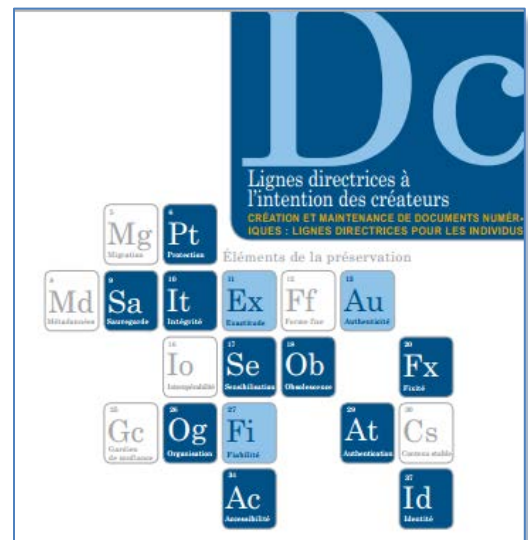 Dc
Lignes directrices à
l'intention des créateurs
CRÉATION ET MAINTENANCE DE DOCUMENTS NUMÉR-
IQUES : LIGNES DIRECTRICES POUR LES INDIVIDUS
Éléments de la préservation
5 Mg Migration
6 Pt Protection
Md Métadonnées
9 Sa Sauvegarde
10 It Intégrité
11 Ex Exactitude
12 Ff Forme fixe
13 Au Authenticité
16 Io Interopérabilité
17 Se Sensibilisation
18 Ob Obsolescence
20 Fx Fixité
25 Gc Gardien de confiance
26 Og Organisation
27 Fi Fiabilité
29 At Authentication
30 Cs Contenu stable
34 Ac Accessibilité
37 Id Identité